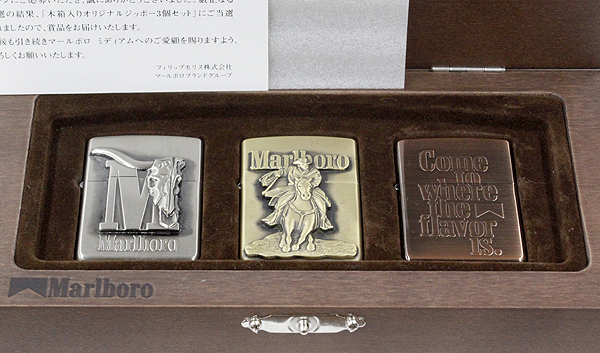 選の結果、「木箱入りオリジナルジッポー3個セット」にご当選
れましたので、賞品をお届けいたします。
後も引き続きマールボロ ミディアムへのご愛顧を賜りますよう、
ろしくお願いいたします。
フィリップモリス株式会社
マールボロブランドグループ
M
Marlboro
Marlboro
Come
to
where
the
flavor
is.
Marlboro